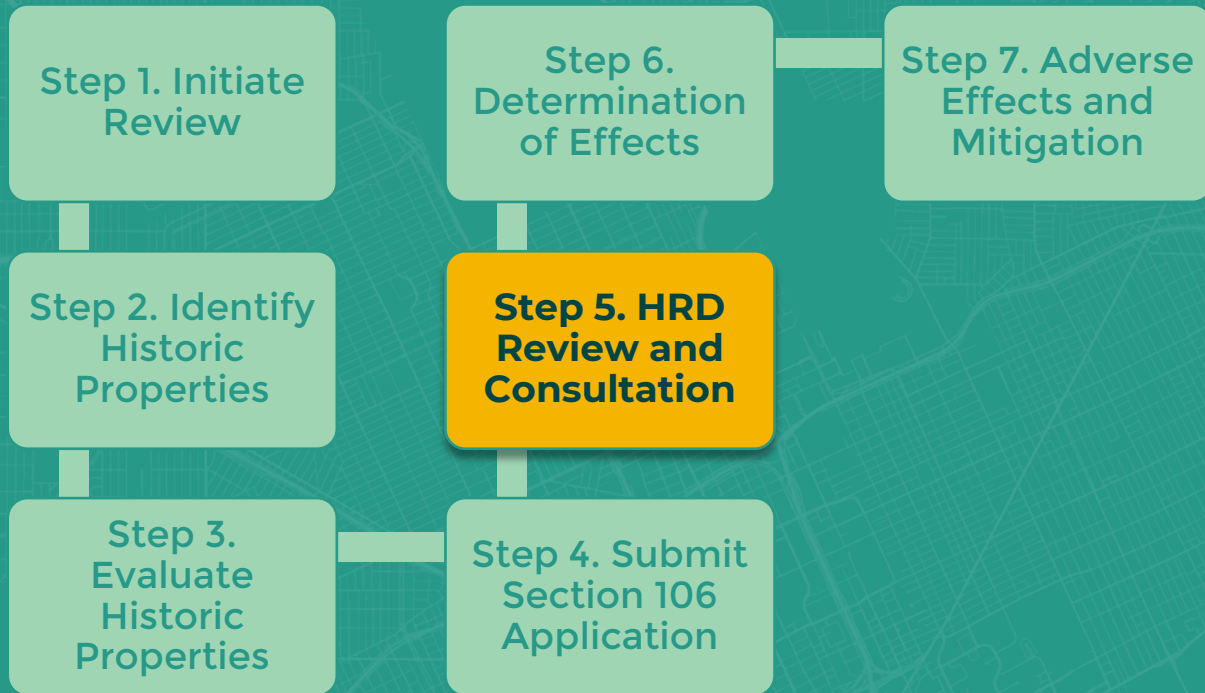 Step 1. Initiate
Review
Step 2. Identify
Historic
Properties
Step 3.
Evaluate
Historic
Properties
Step 4. Submit
Section 106
Application
Step 5. HRD
Review and
Consultation
Step 6.
Determination
of Effects
Step 7. Adverse
Effects and
Mitigation